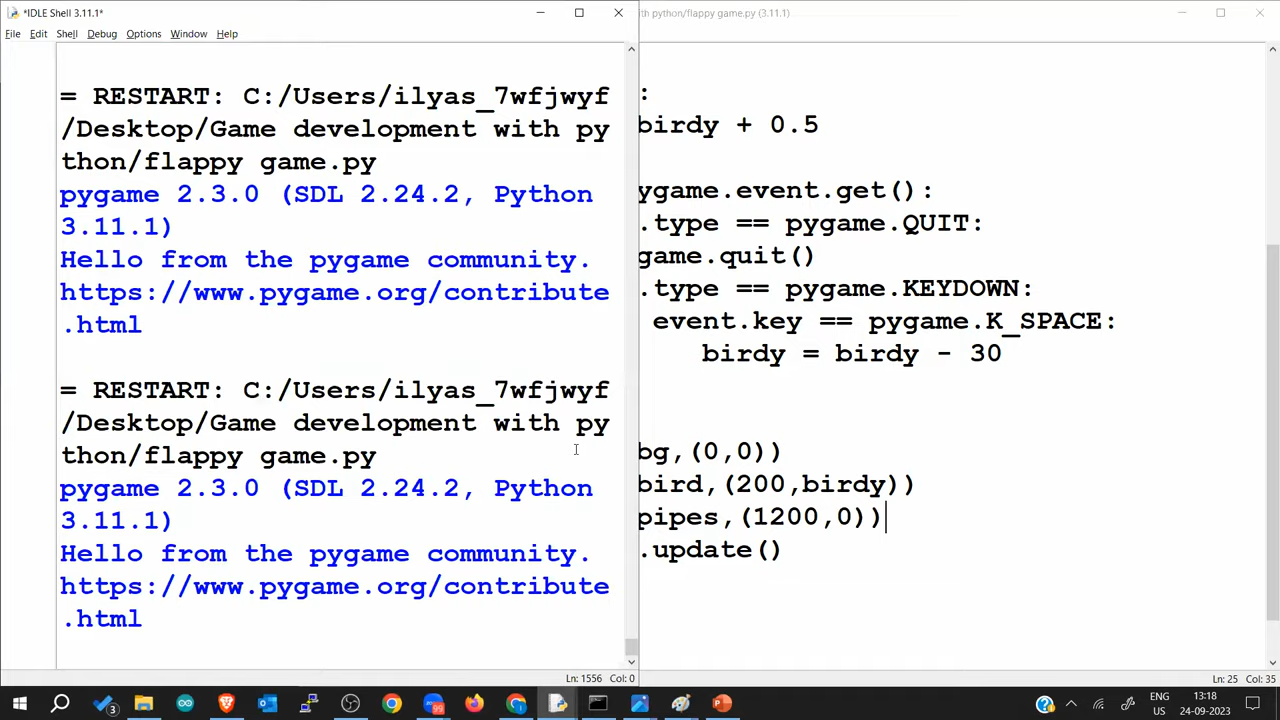 *IDLE Shell 3.11.1*
File Edit Shell Debug Options Window Help
= RESTART: C:/Users/ilyas_7wfjwyf
/Desktop/Game development with py
thon/flappy game.py
pygame 2.3.0 (SDL 2.24.2, Python
3.11.1)
Hello from the pygame community.
https://www.pygame.org/contribute
.html
= RESTART: C:/Users/ilyas_7wfjwyf
/Desktop/Game development with py
thon/flappy game.py
pygame 2.3.0 (SDL 2.24.2, Python
3.11.1)
Hello from the pygame community.
https://www.pygame.org/contribute
.html
Ln: 1556 Col: 0
with python/flappy game.py (3.11.1)
:
birdy + 0.5
ygame.event.get():
.type == pygame.QUIT:
game.quit()
.type == pygame.KEYDOWN:
event.key == pygame.K_SPACE:
birdy = birdy - 30
bg,(0,0))
bird,(200,birdy))
pipes,(1200,0))
.update()
Ln: 25 Col: 35
3
99
ENG
US
13:18
24-09-2023